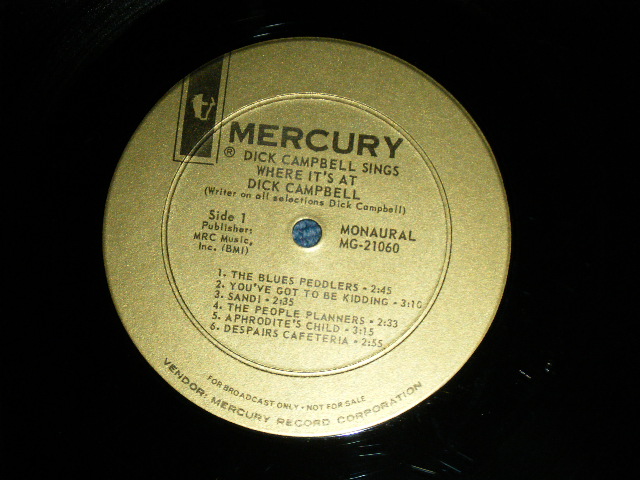 MERCURY
®
DICK CAMPBELL SINGS
WHERE IT'S AT
DICK CAMPBELL
(Writer on all selections Dick Campbell)
Side 1
Publisher:
MRC Music,
Inc. (BMI)
MONAURAL
MG-21060
1. THE BLUES PEDDLERS • 2:45
2. YOU'VE GOT TO BE KIDDING • 3:10
3. SANDI • 2:35
4. THE PEOPLE PLANNERS • 2:33
5. APHRODITE'S CHILD • 3:15
6. DESPAIRS CAFETERIA • 2:55
FOR BROADCAST ONLY • NOT FOR SALE
VENDOR: MERCURY RECORD CORPORATION